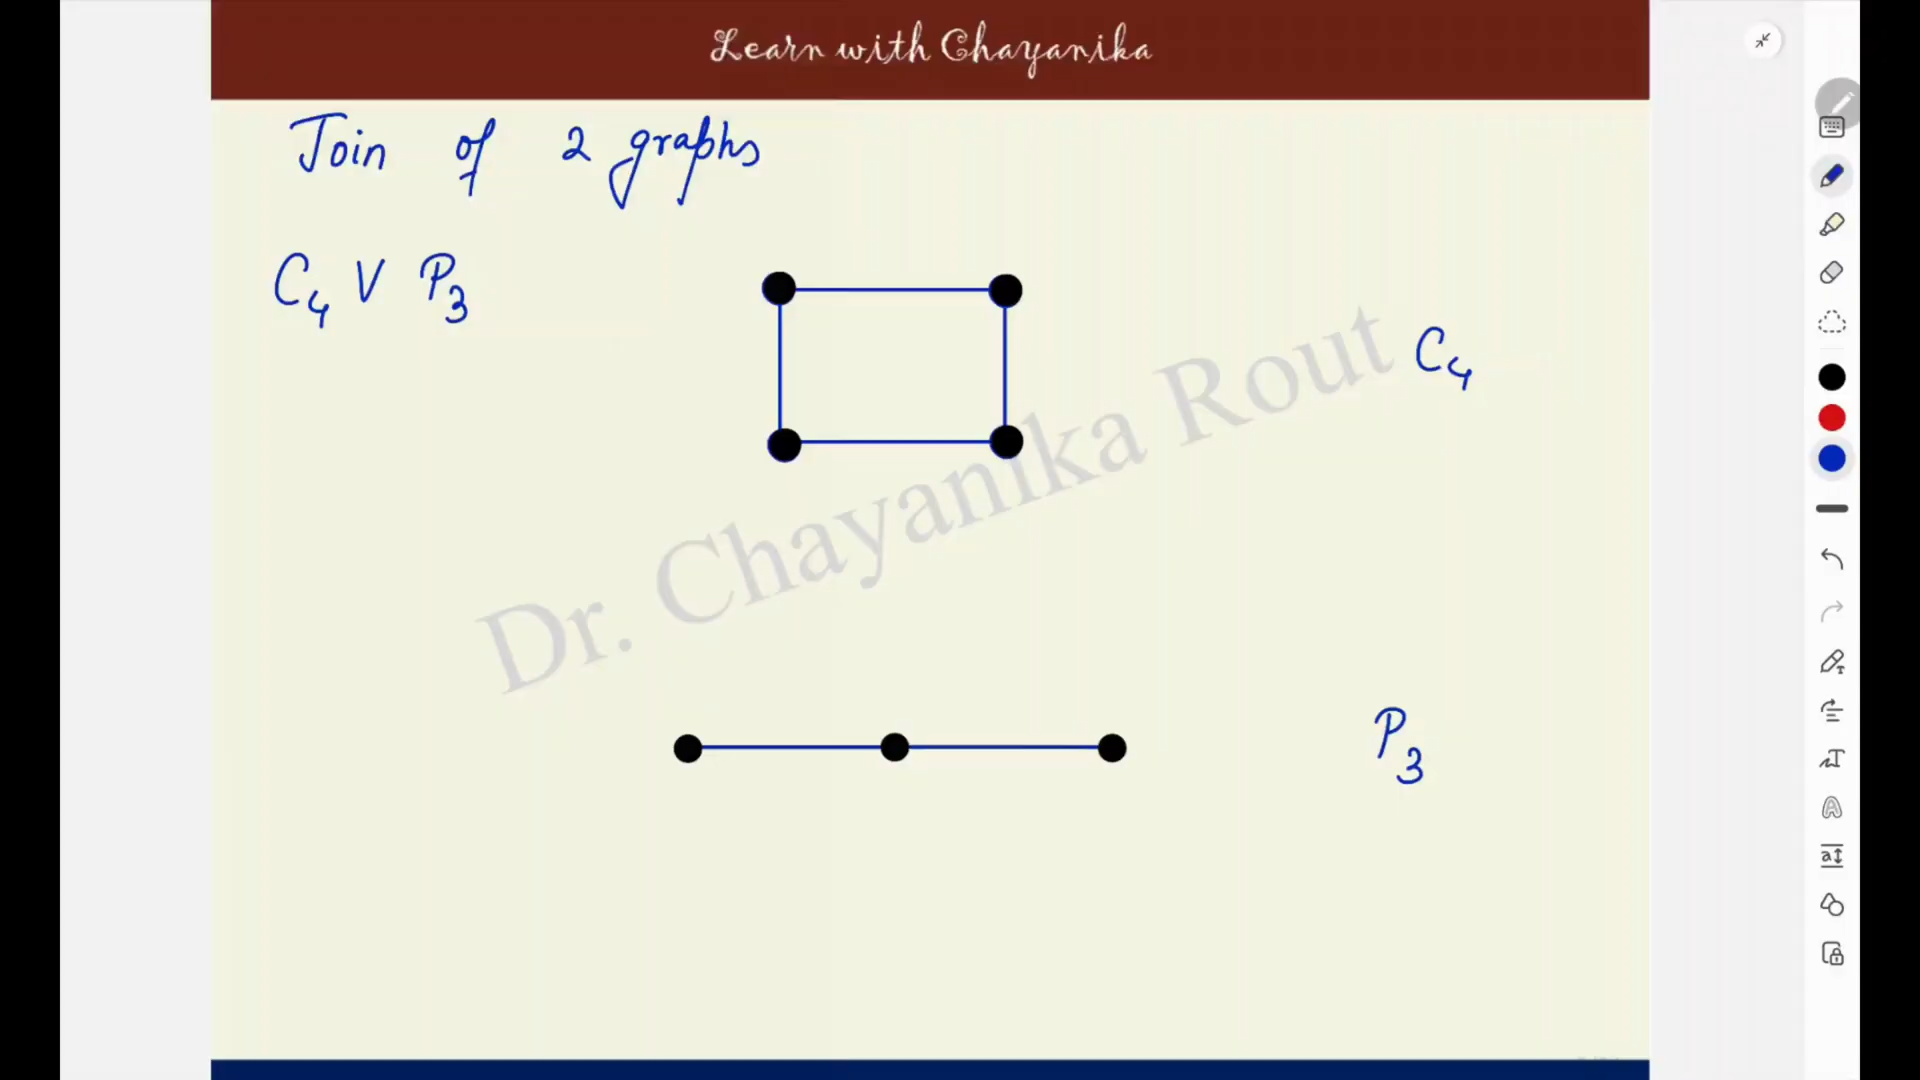 Learn with Chayanika
Join of 2 graphs
C₄ V P₃
C₄
Dr. Chayanika Rout
P₃